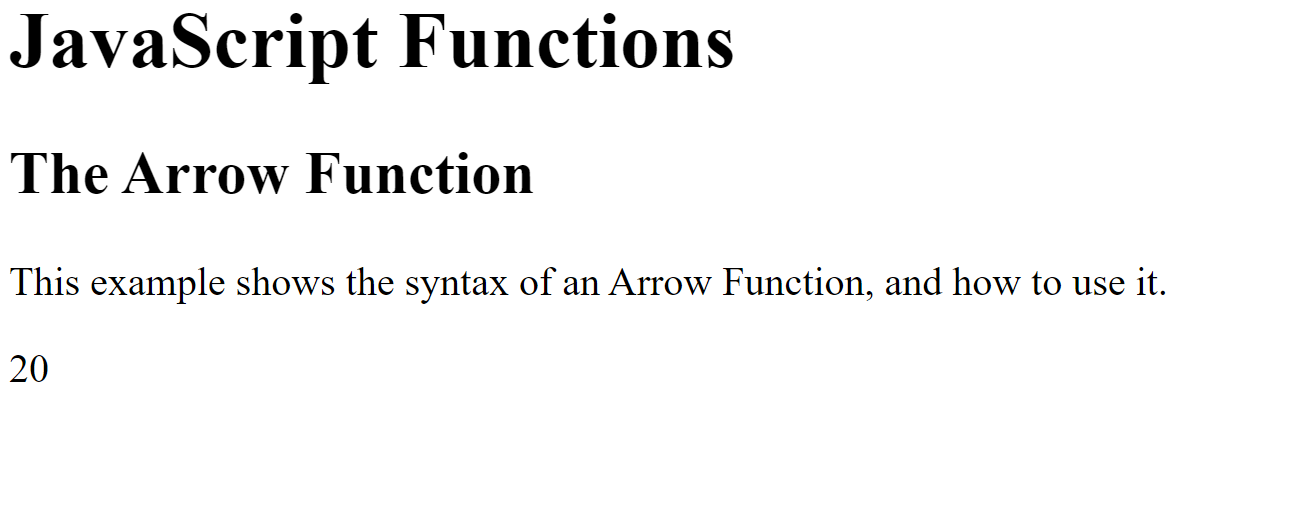 JavaScript Functions
The Arrow Function
This example shows the syntax of an Arrow Function, and how to use it.
20